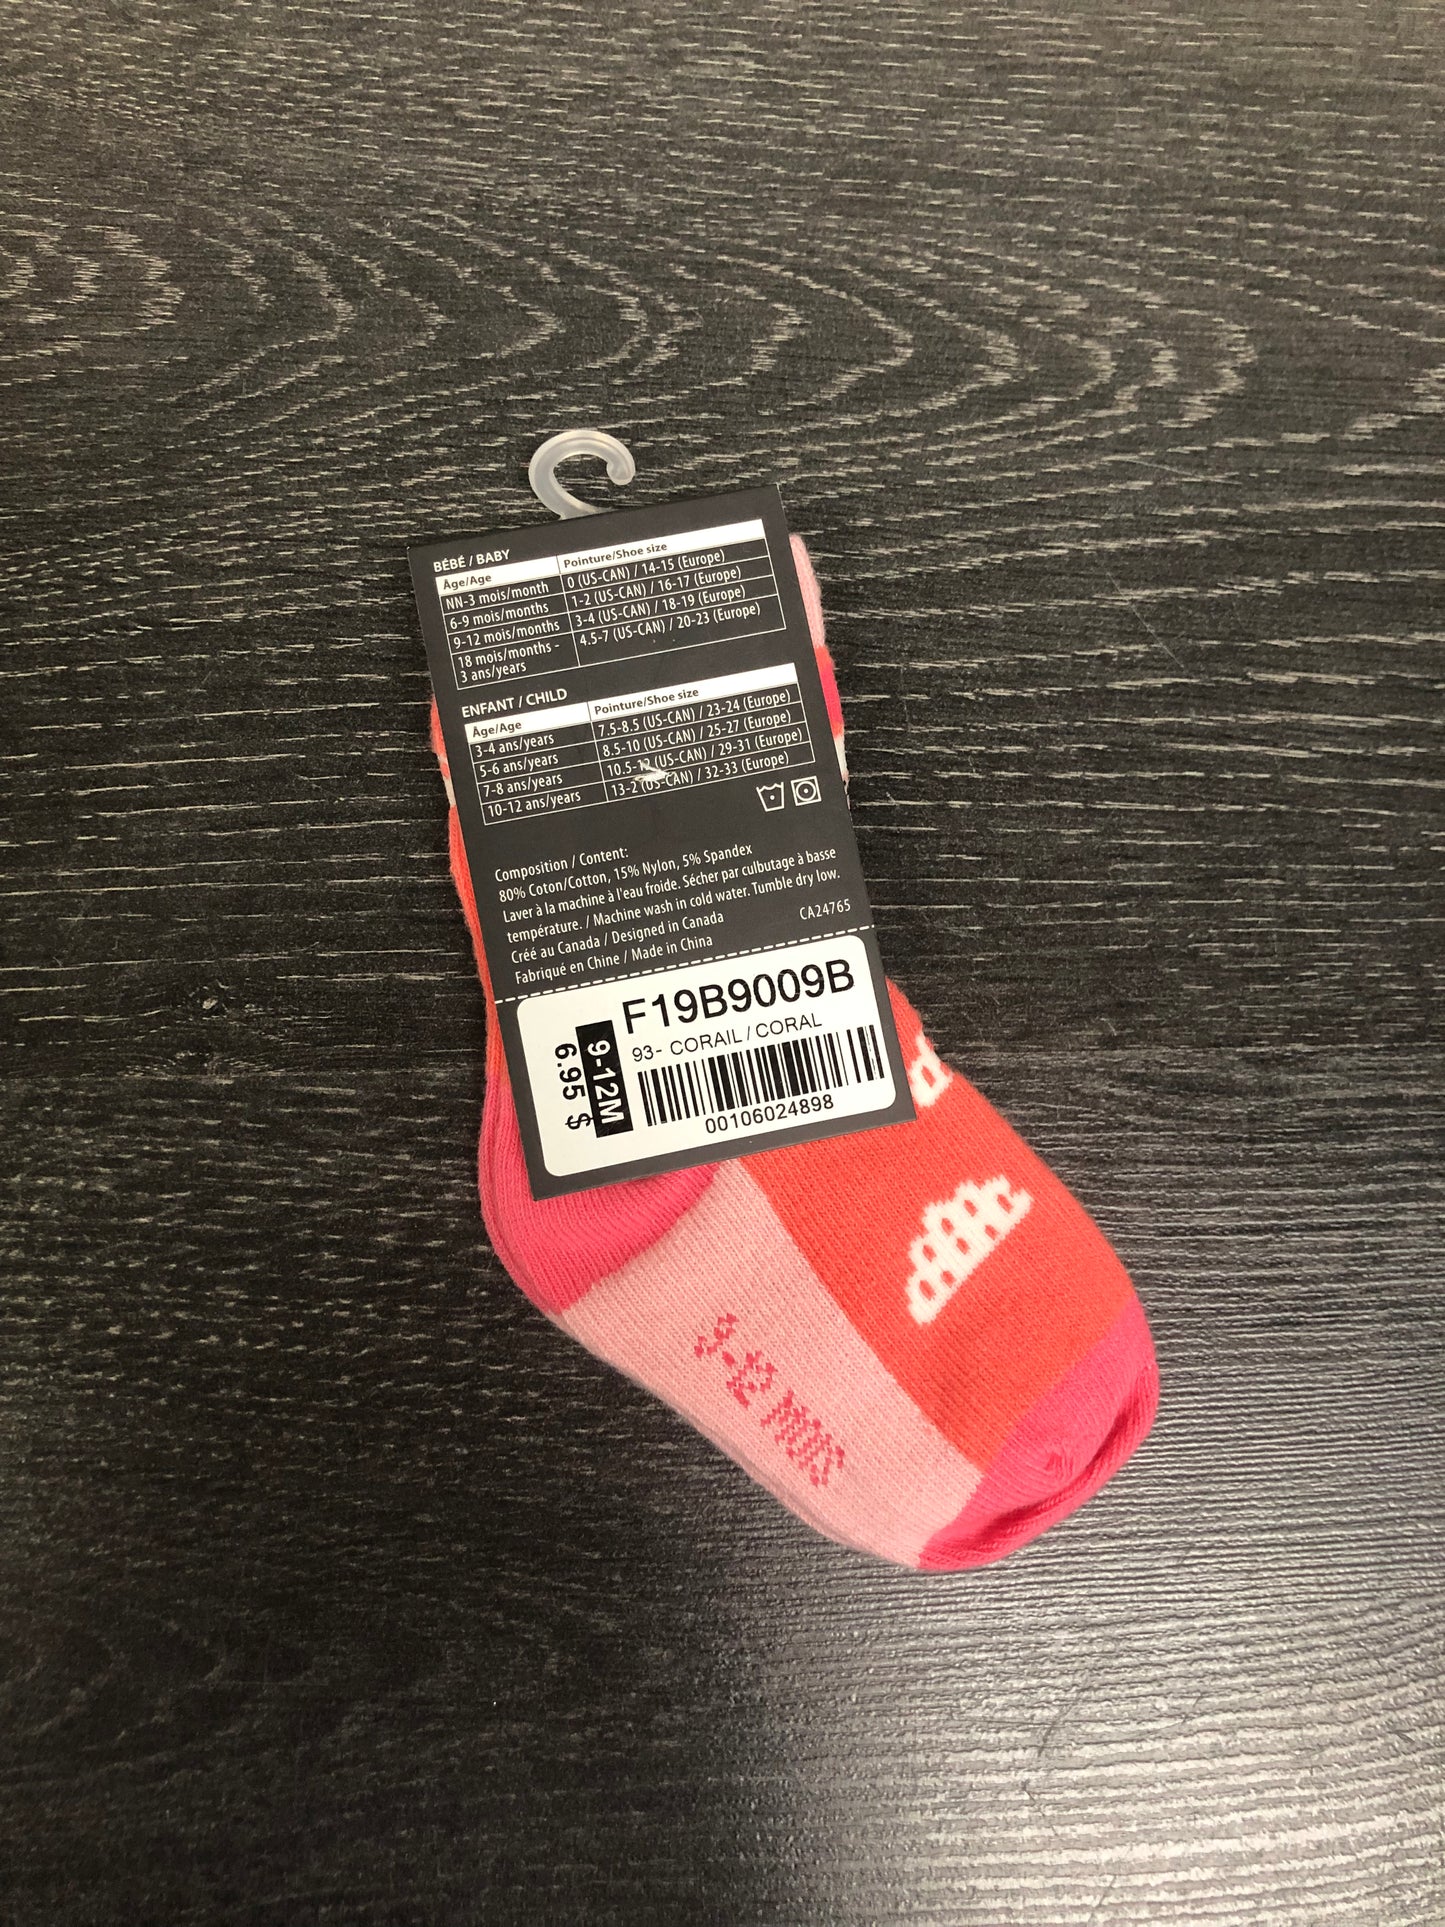 BÉBÉ / BABY
Âge/Age Pointure/Shoe size
NN-3 mois/month 0 (US-CAN) / 14-15 (Europe)
6-9 mois/months 1-2 (US-CAN) / 16-17 (Europe)
9-12 mois/months 3-4 (US-CAN) / 18-19 (Europe)
18 mois/months - 4.5-7 (US-CAN) / 20-23 (Europe)
3 ans/years
ENFANT / CHILD
Âge/Age Pointure/Shoe size
3-4 ans/years 7.5-8.5 (US-CAN) / 23-24 (Europe)
5-6 ans/years 8.5-10 (US-CAN) / 25-27 (Europe)
7-8 ans/years 10.5-12 (US-CAN) / 29-31 (Europe)
10-12 ans/years 13-2 (US-CAN) / 32-33 (Europe)
Composition / Content:
80% Coton/Cotton, 15% Nylon, 5% Spandex
Laver à la machine à l'eau froide. Sécher par culbutage à basse
température. / Machine wash in cold water. Tumble dry low.
Créé au Canada / Designed in Canada CA24765
Fabriqué en Chine / Made in China
F19B9009B
93- CORAIL / CORAL
9-12M
6.95 $
00106024898
9-12 MOIS